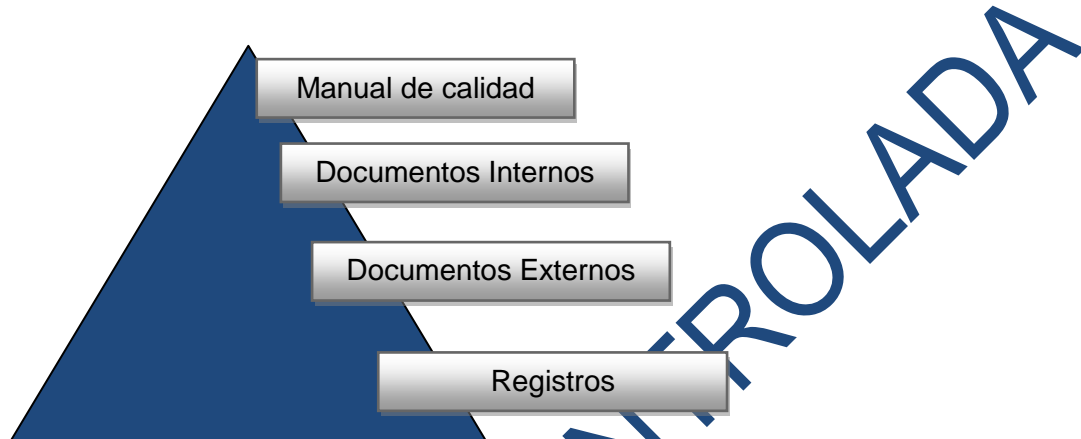 Manual de calidad
Documentos Internos
Documentos Externos
Registros